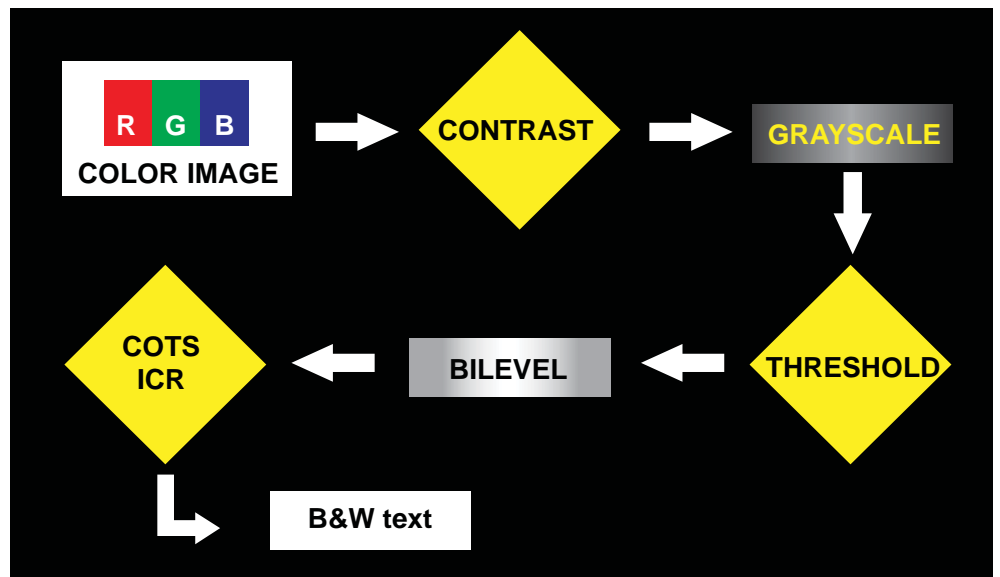 R G B
COLOR IMAGE
CONTRAST
GRAYSCALE
THRESHOLD
BILEVEL
COTS
ICR
B&W text